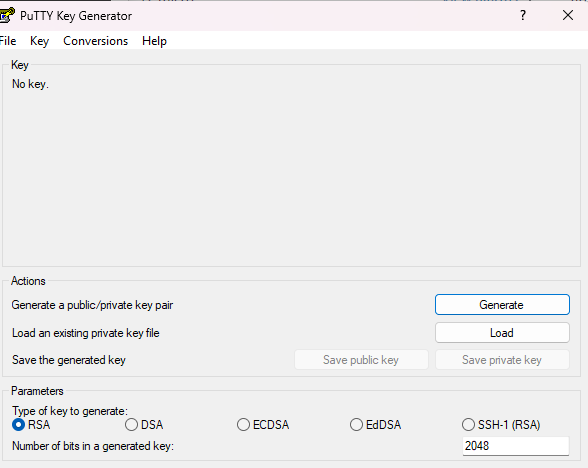 PuTTY Key Generator ?
File Key Conversions Help
Key
No key.
Actions
Generate a public/private key pair Generate
Load an existing private key file Load
Save the generated key Save public key Save private key
Parameters
Type of key to generate:
RSA DSA ECDSA EdDSA SSH-1 (RSA)
Number of bits in a generated key: 2048